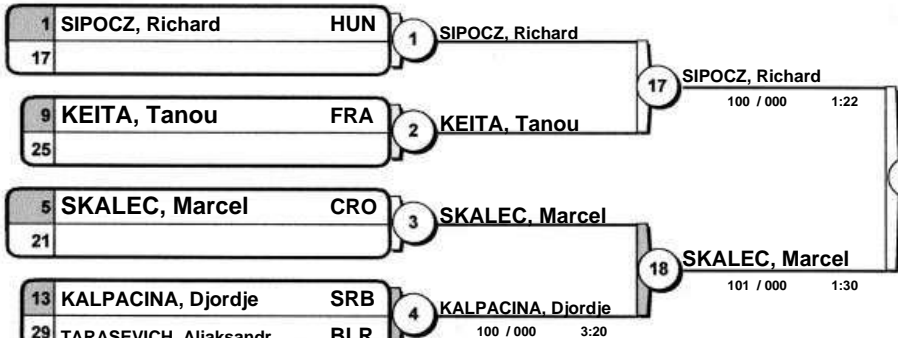 1 SIPOCZ, Richard HUN
17
1
SIPOCZ, Richard
9 KEITA, Tanou FRA
25
2
KEITA, Tanou
17
SIPOCZ, Richard
100 / 000 1:22
5 SKALEC, Marcel CRO
21
3
SKALEC, Marcel
13 KALPACINA, Djordje SRB
29 TARASEVICH, Aliaksandr BLR
4
KALPACINA, Djordje
100 / 000 3:20
18
SKALEC, Marcel
101 / 000 1:30